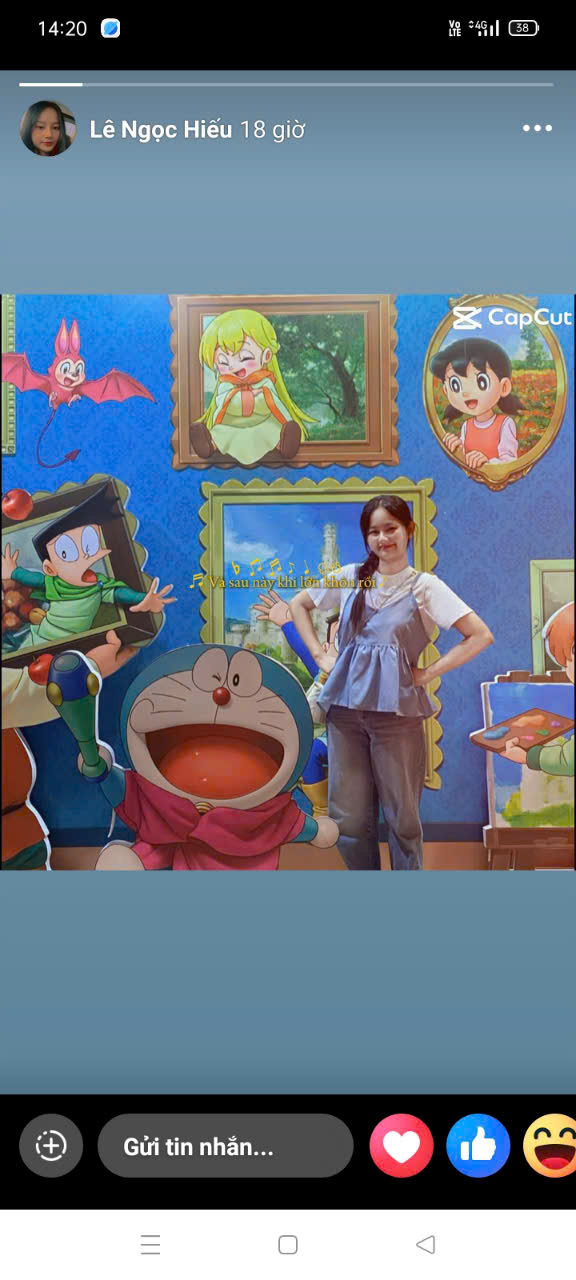 14:20
Vo LTE 4G 38
Lê Ngọc Hiếu 18 giờ
CapCut
Và sau này khi lớn khôn rồi
Gửi tin nhắn...